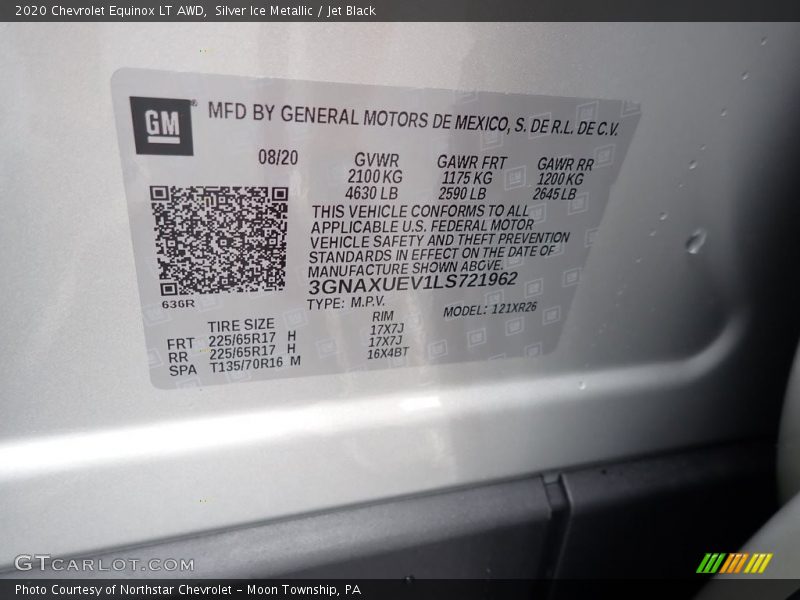 2020 Chevrolet Equinox LT AWD,  Silver Ice Metallic / Jet Black
GM
® MFD BY GENERAL MOTORS DE MEXICO, S. DE R.L. DE C.V.
08/20 GVWR GAWR FRT GAWR RR
2100 KG 1175 KG 1200 KG
4630 LB 2590 LB 2645 LB
THIS VEHICLE CONFORMS TO ALL
APPLICABLE U.S. FEDERAL MOTOR
VEHICLE SAFETY AND THEFT PREVENTION
STANDARDS IN EFFECT ON THE DATE OF
MANUFACTURE SHOWN ABOVE.
636R 3GNAXUEV1LS721962
TYPE: M.P.V. MODEL: 121XR26
TIRE SIZE RIM
FRT 225/65R17 H 17X7J
RR 225/65R17 H 17X7J
SPA T135/70R16 M 16X4BT
GTCARLOT.COM
Photo Courtesy of Northstar Chevrolet – Moon Township, PA